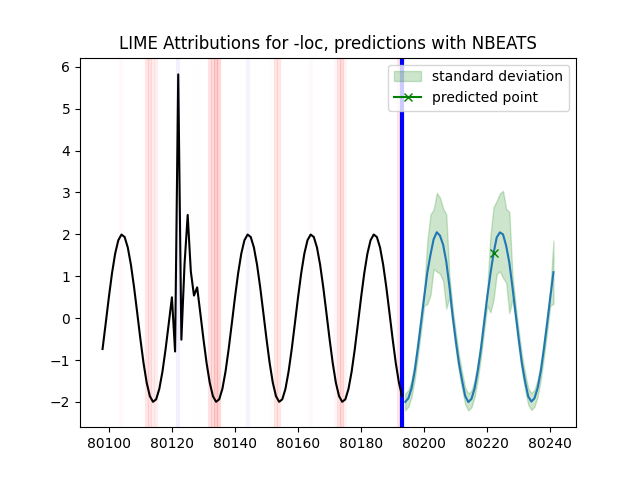 LIME Attributions for -loc, predictions with NBEATS
standard deviation
predicted point
6
5
4
3
2
1
0
−1
−2
80100 80120 80140 80160 80180 80200 80220 80240